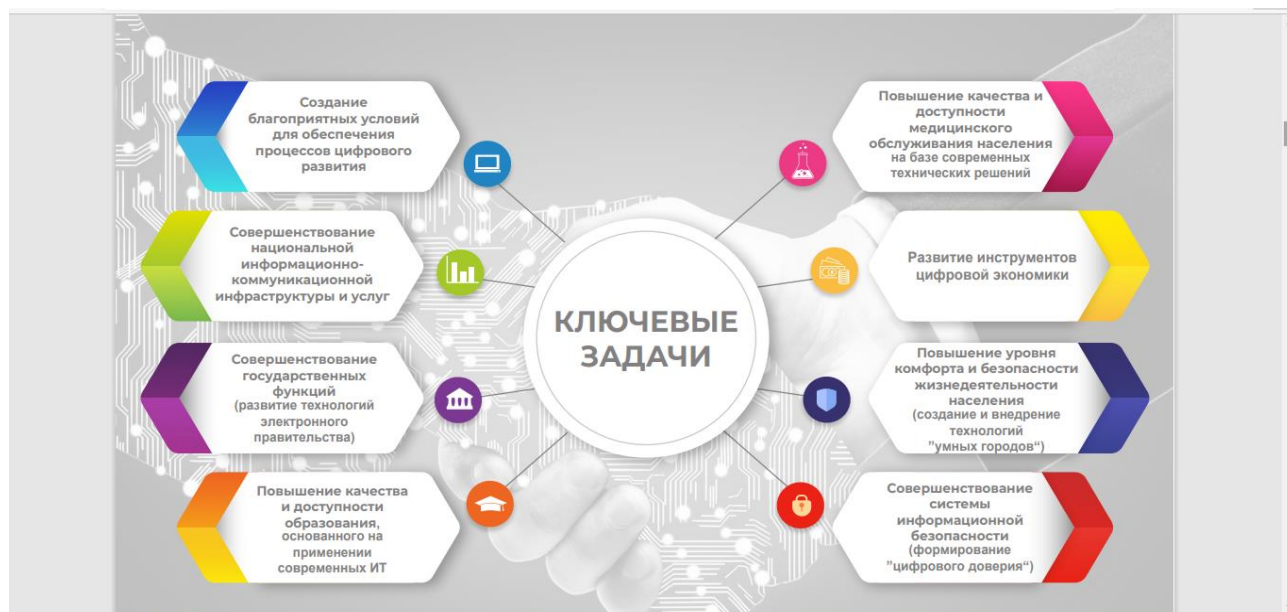 Создание
благоприятных условий
для обеспечения
процессов цифрового
развития
Совершенствование
национальной
информационно-
коммуникационной
инфраструктуры и услуг
Совершенствование
государственных
функций
(развитие технологий
электронного
правительства)
Повышение качества
и доступности
образования,
основанного на
применении
современных ИТ
КЛЮЧЕВЫЕ
ЗАДАЧИ
Повышение качества и
доступности
медицинского
обслуживания населения
на базе современных
технических решений
Развитие инструментов
цифровой экономики
Повышение уровня
комфорта и безопасности
жизнедеятельности
населения
(создание и внедрение
технологий
"умных городов“)
Совершенствование
системы
информационной
безопасности
(формирование
"цифрового доверия“)